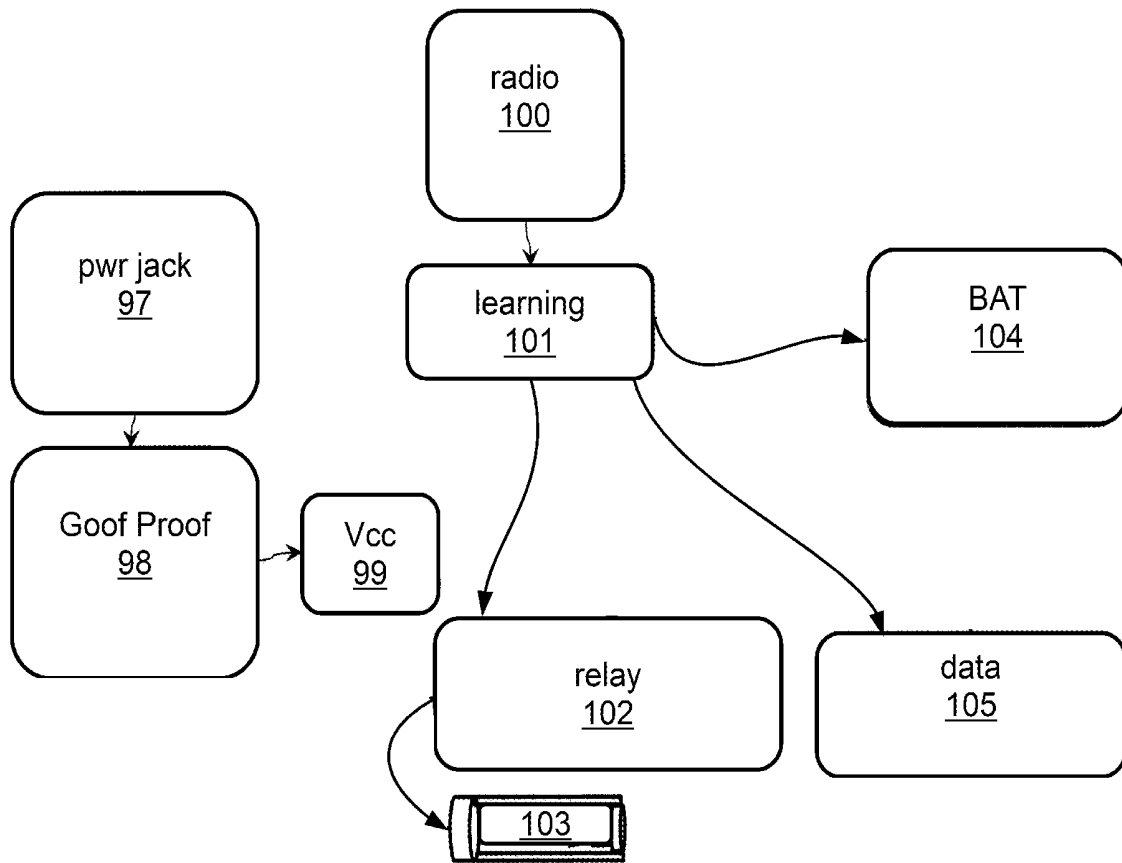 radio
100
pwr jack
97
learning
101
BAT
104
Goof Proof
98
Vcc
99
relay
102
data
105
103